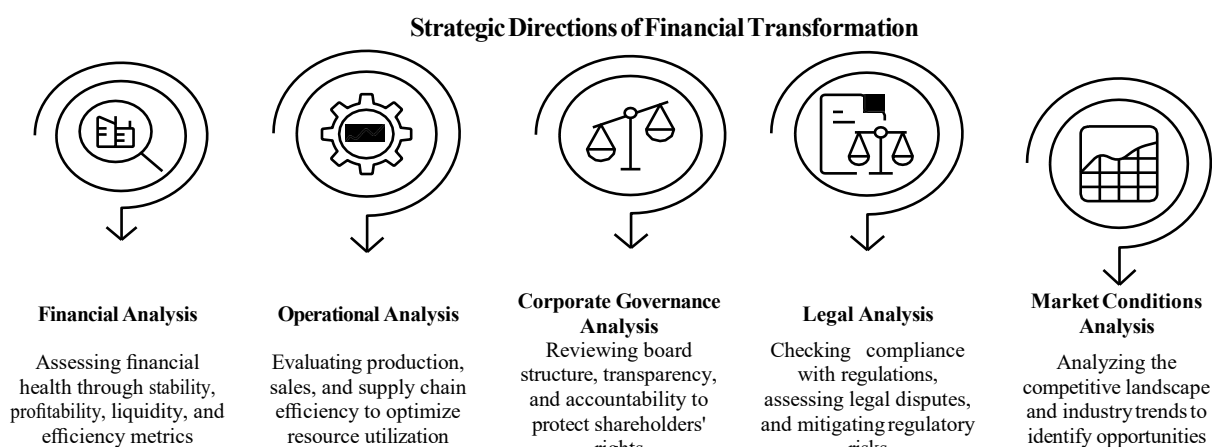 Strategic Directions of Financial Transformation
Financial Analysis
Assessing financial
health through stability,
profitability, liquidity, and
efficiency metrics
Operational Analysis
Evaluating production,
sales, and supply chain
efficiency to optimize
resource utilization
Corporate Governance
Analysis
Reviewing board
structure, transparency,
and accountability to
protect shareholders'
rights
Legal Analysis
Checking compliance
with regulations,
assessing legal disputes,
and mitigating regulatory
risks
Market Conditions
Analysis
Analyzing the
competitive landscape
and industry trends to
identify opportunities